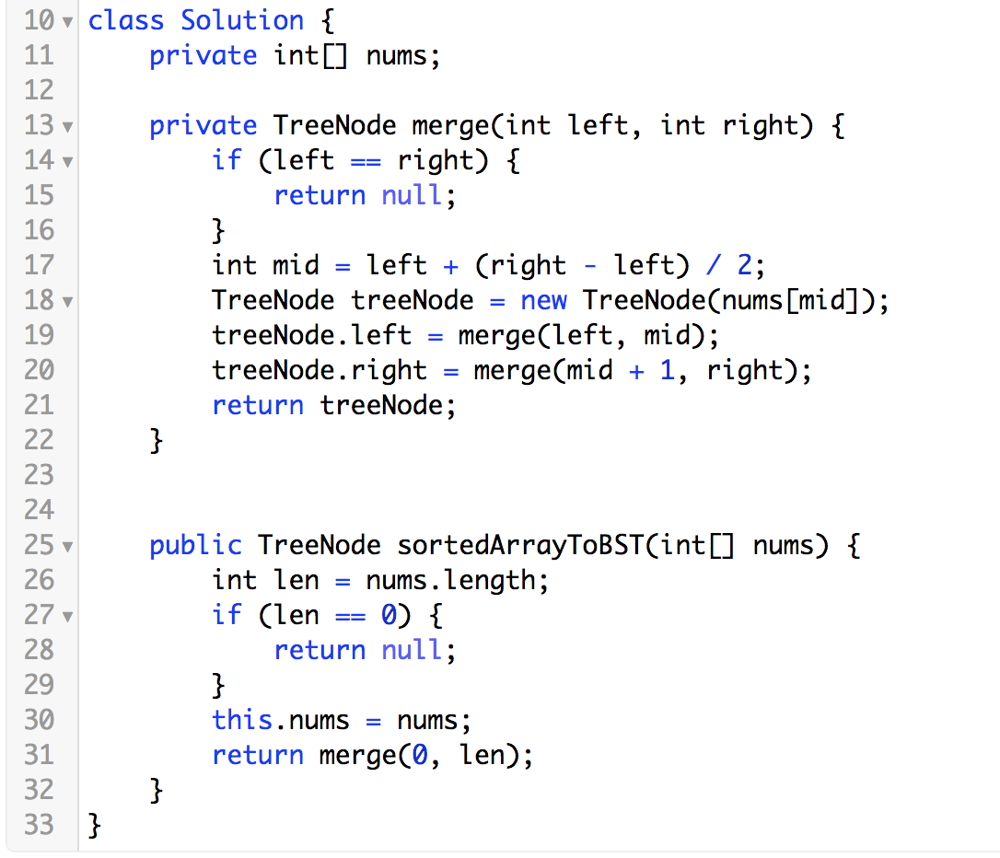 10 ▾ class Solution {
11     private int[] nums;
12
13 ▾     private TreeNode merge(int left, int right) {
14 ▾         if (left == right) {
15             return null;
16         }
17         int mid = left + (right - left) / 2;
18 ▾         TreeNode treeNode = new TreeNode(nums[mid]);
19         treeNode.left = merge(left, mid);
20         treeNode.right = merge(mid + 1, right);
21         return treeNode;
22     }
23
24
25 ▾     public TreeNode sortedArrayToBST(int[] nums) {
26         int len = nums.length;
27 ▾         if (len == 0) {
28             return null;
29         }
30         this.nums = nums;
31         return merge(0, len);
32     }
33 }